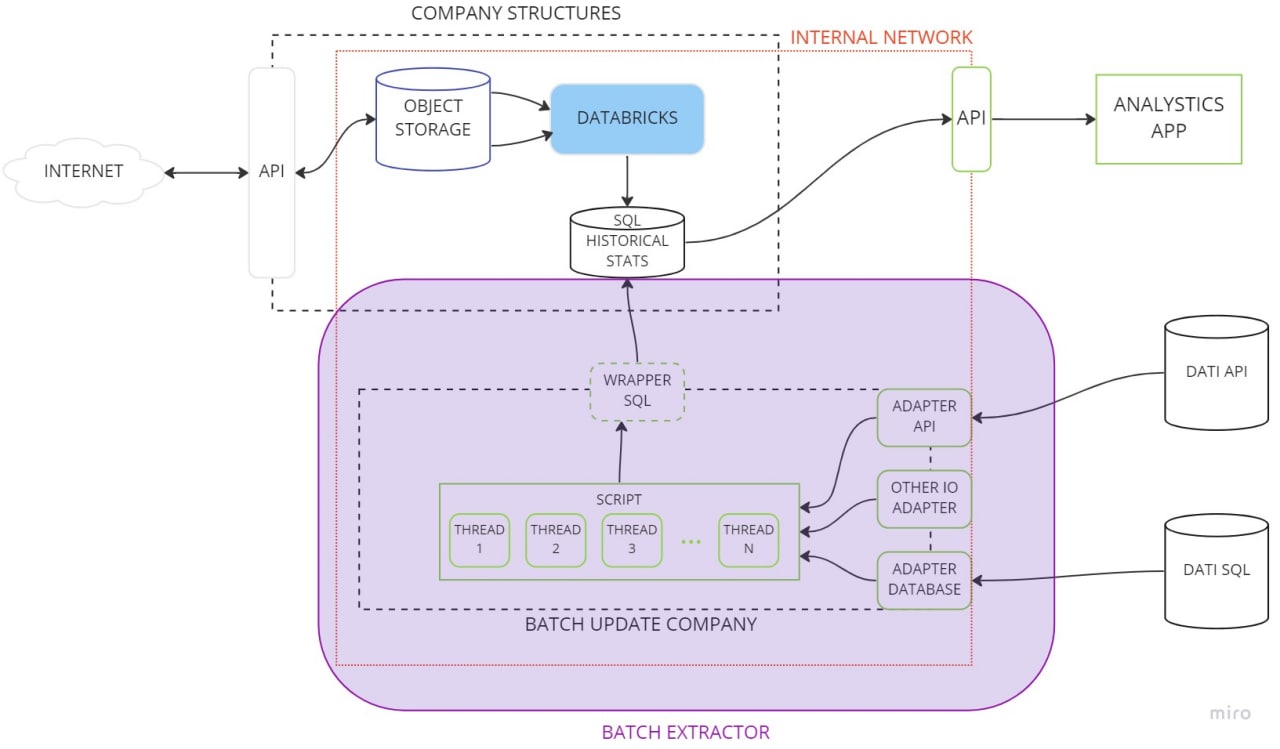 COMPANY STRUCTURES
INTERNAL NETWORK
OBJECT
STORAGE
DATABRICKS
API
ANALYSTICS
APP
INTERNET
API
SQL
HISTORICAL
STATS
WRAPPER
SQL
ADAPTER
API
DATI API
SCRIPT
THREAD
1
THREAD
2
THREAD
3
...
THREAD
N
OTHER IO
ADAPTER
ADAPTER
DATABASE
DATI SQL
BATCH UPDATE COMPANY
BATCH EXTRACTOR
miro